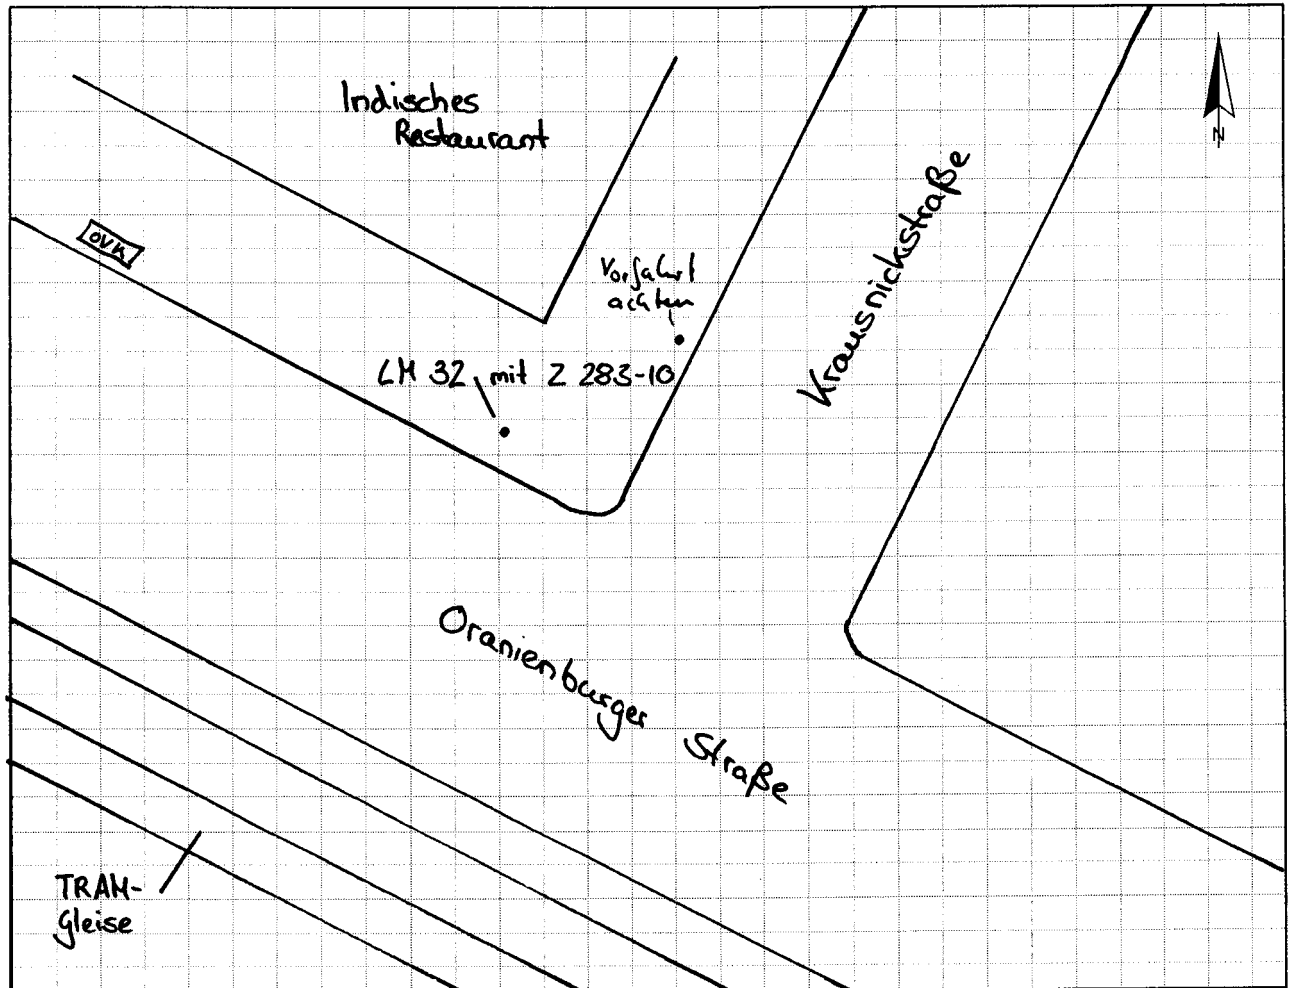 Indisches
Restaurant
N
OVK
Vorfahrt
achten
LM 32 mit Z 283-10
Krausnickstraße
Oranienburger Straße
TRAM-
Gleise